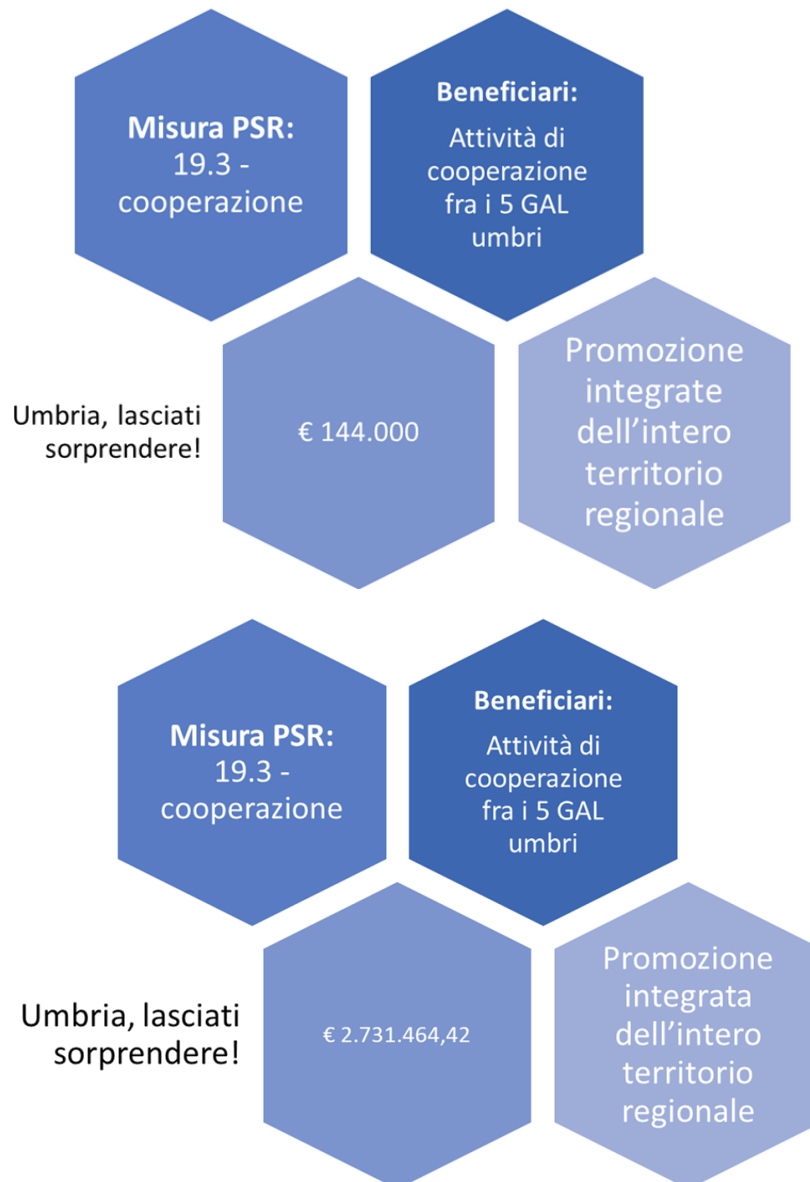 Misura PSR:
19.3 -
cooperazione
Beneficiari:
Attività di
cooperazione
fra i 5 GAL
umbri
Umbria, lasciati
sorprendere!
€ 144.000
Promozione
integrate
dell'intero
territorio
regionale
Misura PSR:
19.3 -
cooperazione
Beneficiari:
Attività di
cooperazione
fra i 5 GAL
umbri
Umbria, lasciati
sorprendere!
€ 2.731.464,42
Promozione
integrata
dell'intero
territorio
regionale